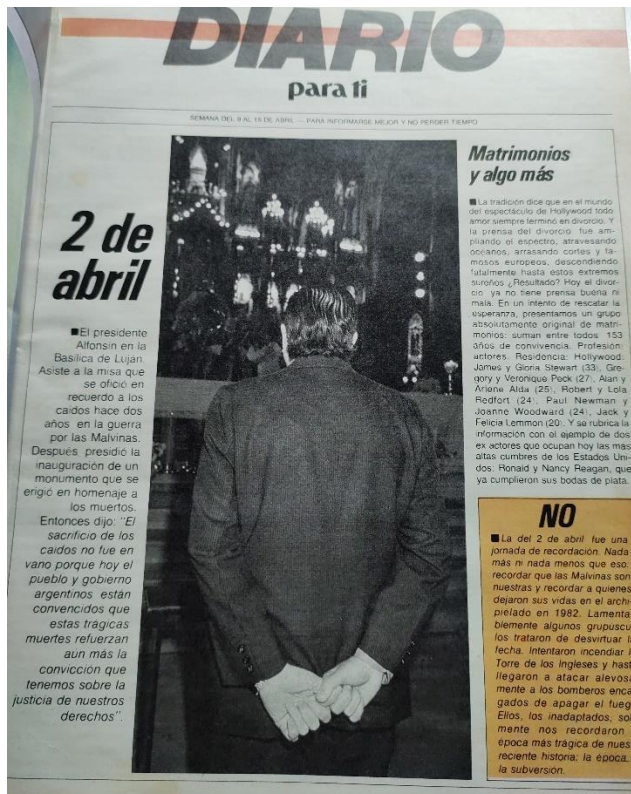 DIARIO
para ti
SEMANA DEL 9 AL 15 DE ABRIL — PARA INFORMARSE MEJOR Y NO PERDER TIEMPO
2 de
abril
■El presidente
Alfonsín en la
Basílica de Luján.
Asiste a la misa que
se ofició en
recuerdo a los
caídos hace dos
años en la guerra
por las Malvinas.
Después presidió la
inauguración de un
monumento que se
erigió en homenaje a
los muertos.
Entonces dijo: "El
sacrificio de los
caídos no fue en
vano porque hoy el
pueblo y gobierno
argentinos están
convencidos que
estas trágicas
muertes refuerzan
aun más la
convicción que
tenemos sobre la
justicia de nuestros
derechos".
Matrimonios
y algo más
■La tradición dice que en el mundo
del espectáculo de Hollywood todo
amor siempre terminó en divorcio. Y
la prensa del divorcio fue am-
pliando el espectro, atravesando
océanos, arrasando cortes y fa-
mosos europeos, descendiendo
fatalmente hasta estos extremos
sureños ¿Resultado? Hoy el divor-
cio ya no tiene prensa buena ni
mala. En un intento de rescatar la
esperanza, presentamos un grupo
absolutamente original de matri-
monios: suman entre todos 153
años de convivencia. Profesión:
actores. Residencia: Hollywood:
James y Gloria Stewart (33), Gre-
gory y Veronique Peck (27), Alan y
Arlene Alda (25), Robert y Lola
Redfort (24), Paul Newman y
Joanne Woodward (24), Jack y
Felicia Lemmon (20). Y se rubrica la
información con el ejemplo de dos
ex actores que ocupan hoy las más
altas cumbres de los Estados Uni-
dos: Ronald y Nancy Reagan, que
ya cumplieron sus bodas de plata.
NO
■La del 2 de abril fue una
jornada de recordación. Nada
más ni nada menos que eso:
recordar que las Malvinas son
nuestras y recordar a quienes
dejaron sus vidas en el archi-
piélado en 1982. Lamenta-
blemente algunos grupuscu-
los trataron de desvirtuar l
fecha. Intentaron incendiar l
Torre de los Ingleses y hast
llegaron a atacar alevosa
mente a los bomberos enca
gados de apagar el fueg
Ellos, los inadaptados, so
mente nos recordaron
época más trágica de nues
reciente historia: la época
la subversión.